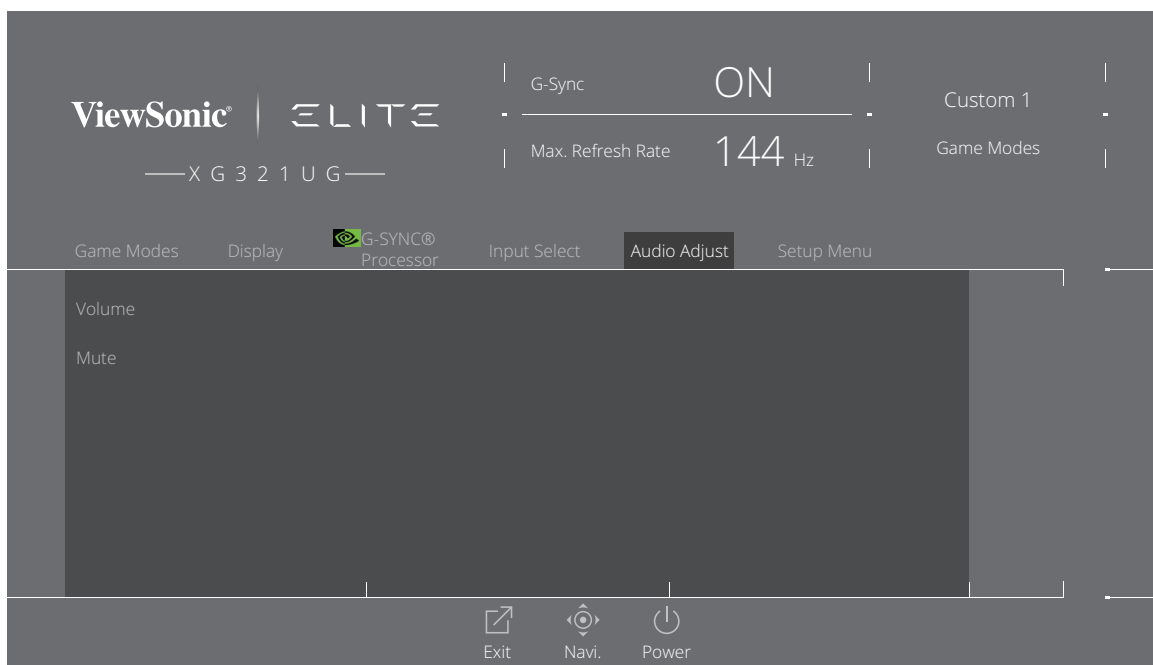 G-Sync ON
Custom 1
ViewSonic® ELITE
Max. Refresh Rate 144 Hz
Game Modes
XG321UG
Game Modes Display G-SYNC® Processor Input Select Audio Adjust Setup Menu
Volume
Mute
Exit Navi. Power